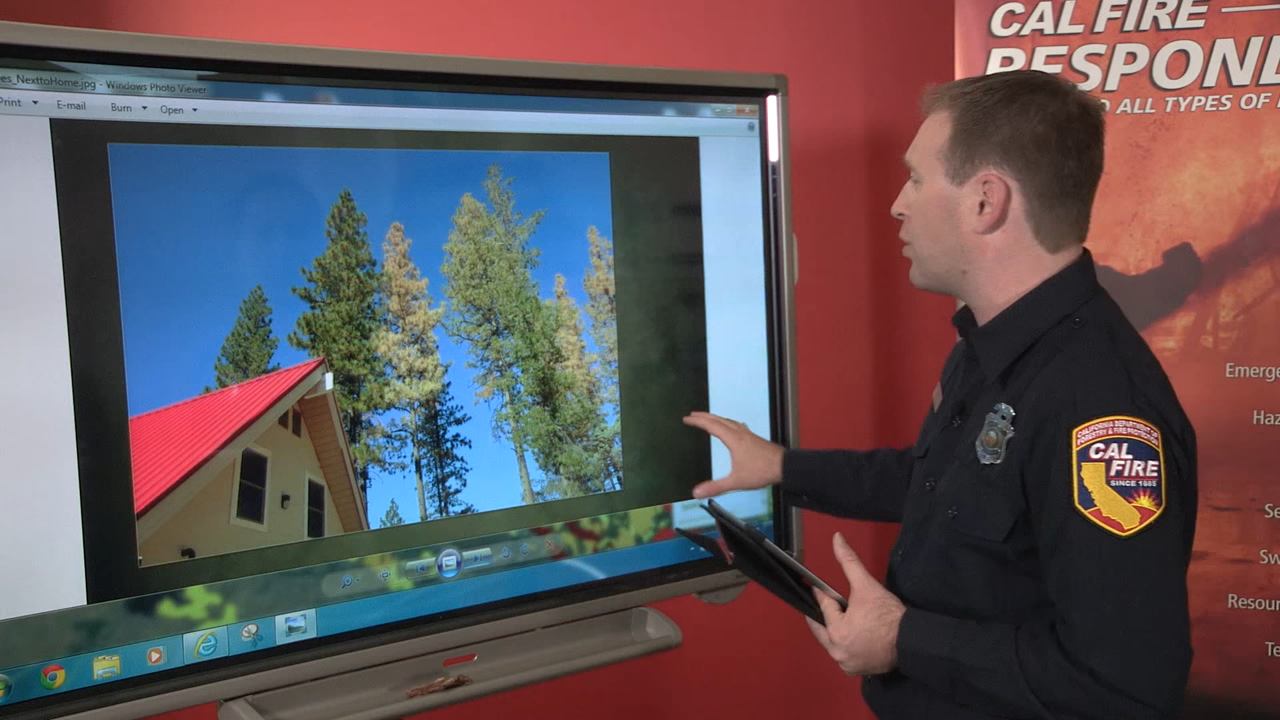 es_NexttoHome.jpg - Windows Photo Viewer
Print E-mail Burn Open
CAL FIRE
RESPOND
ALL TYPES OF
CALIFORNIA DEPARTMENT OF
FORESTRY & FIRE PROTECTION
CAL
FIRE
SINCE 1885
Emerge
Haz
Se
Sw
Resour
Te